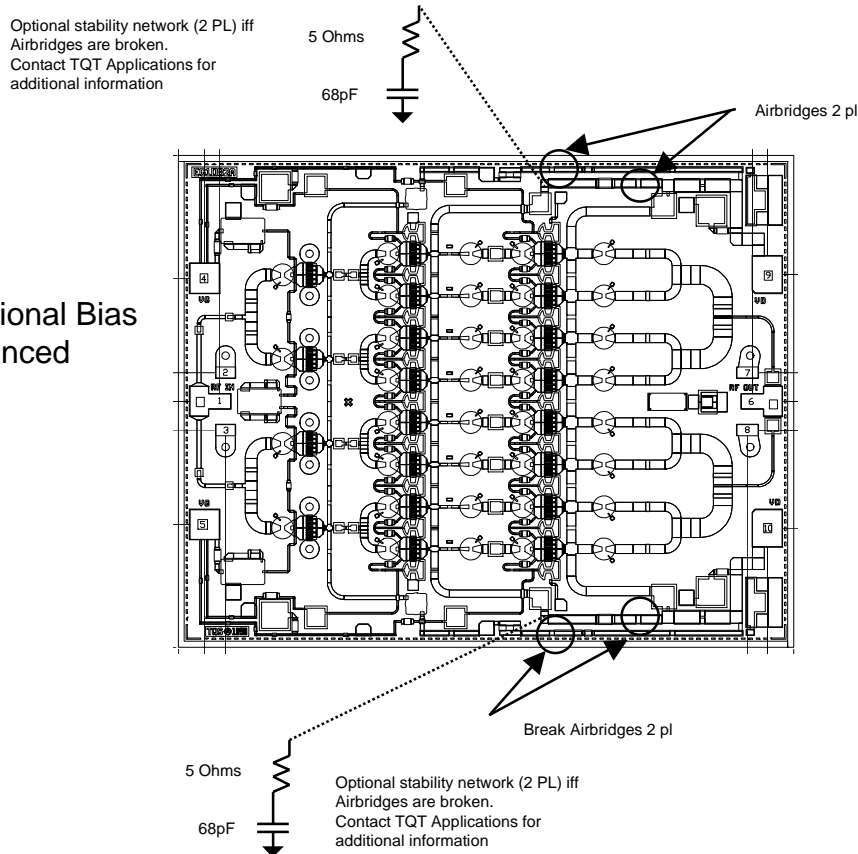 Optional stability network (2 PL) iff
Airbridges are broken.
Contact TQT Applications for
additional information
5 Ohms
68pF
Airbridges 2 pl
ional Bias
anced
4
VG
2
RF IN
1
3
VG
5
9
VD
7
RF OUT
6
8
VD
10
Break Airbridges 2 pl
5 Ohms
68pF
Optional stability network (2 PL) iff
Airbridges are broken.
Contact TQT Applications for
additional information